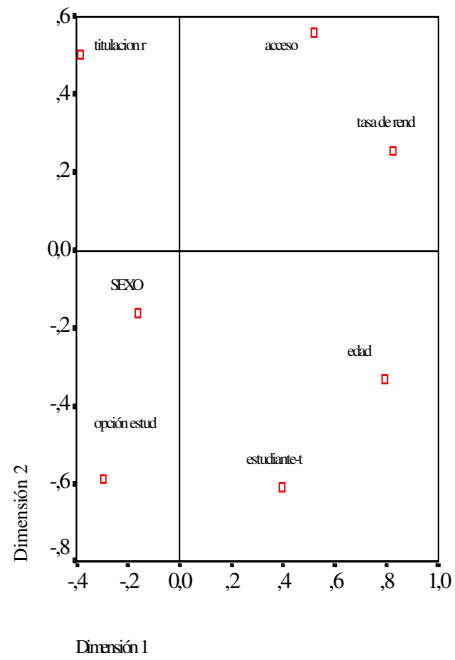 ,6
titulacion r
acceso
,4
tasa de rend
,2
0,0
SEXO
-,2
edad
-,4
opción estud
estudiante-t
-,6
-,8
-,4 -,2 0,0 ,2 ,4 ,6 ,8 1,0
Dimensión 2
Dimensión 1